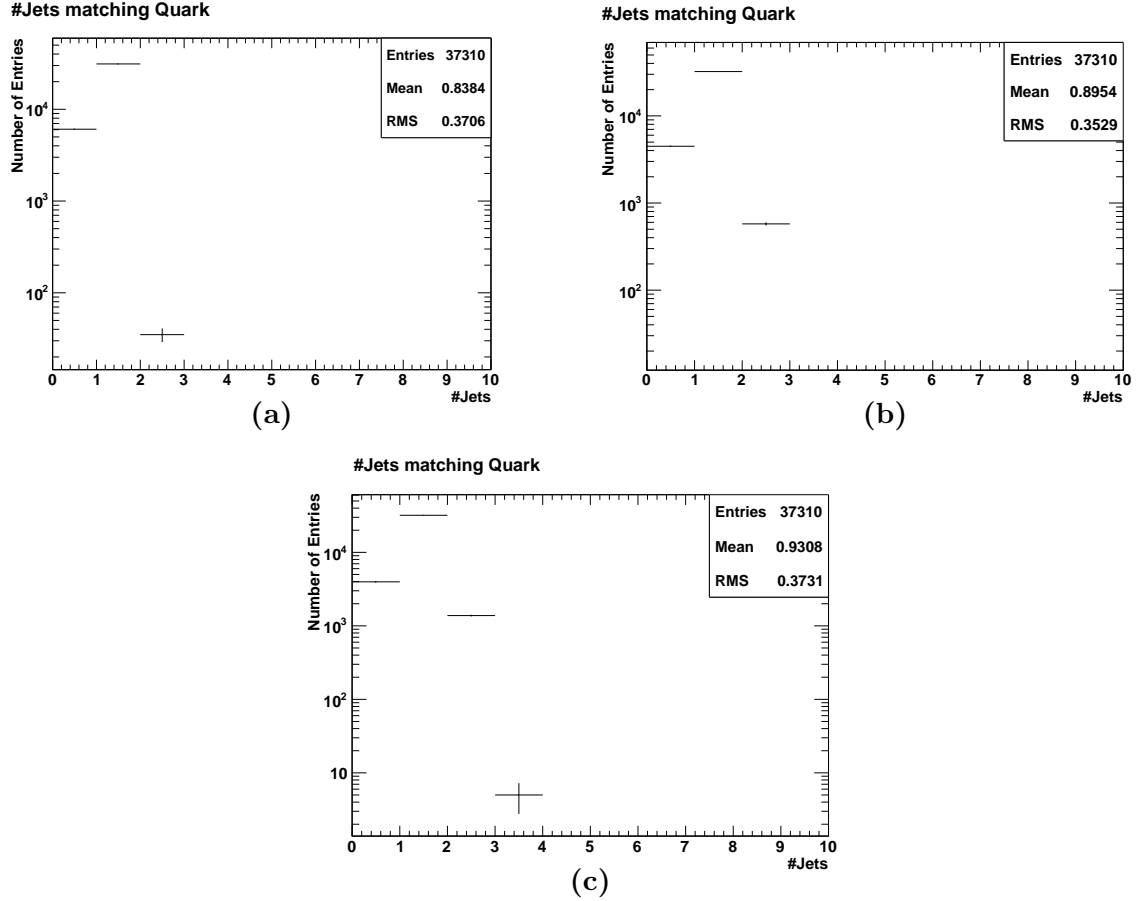 #Jets matching Quark
Number of Entries
10^4
10^3
10^2
Entries 37310
Mean 0.8384
RMS 0.3706
0 1 2 3 4 5 6 7 8 9 10
#Jets
(a)
#Jets matching Quark
Number of Entries
10^4
10^3
10^2
Entries 37310
Mean 0.8954
RMS 0.3529
0 1 2 3 4 5 6 7 8 9 10
#Jets
(b)
#Jets matching Quark
Number of Entries
10^4
10^3
10^2
10
Entries 37310
Mean 0.9308
RMS 0.3731
0 1 2 3 4 5 6 7 8 9 10
#Jets
(c)